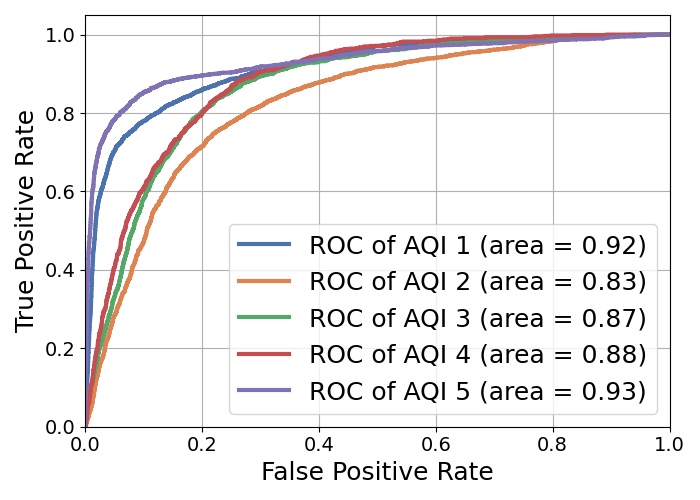 1.0
0.8
0.6
0.4
0.2
0.0
True Positive Rate
ROC of AQI 1 (area = 0.92)
ROC of AQI 2 (area = 0.83)
ROC of AQI 3 (area = 0.87)
ROC of AQI 4 (area = 0.88)
ROC of AQI 5 (area = 0.93)
0.0 0.2 0.4 0.6 0.8 1.0
False Positive Rate